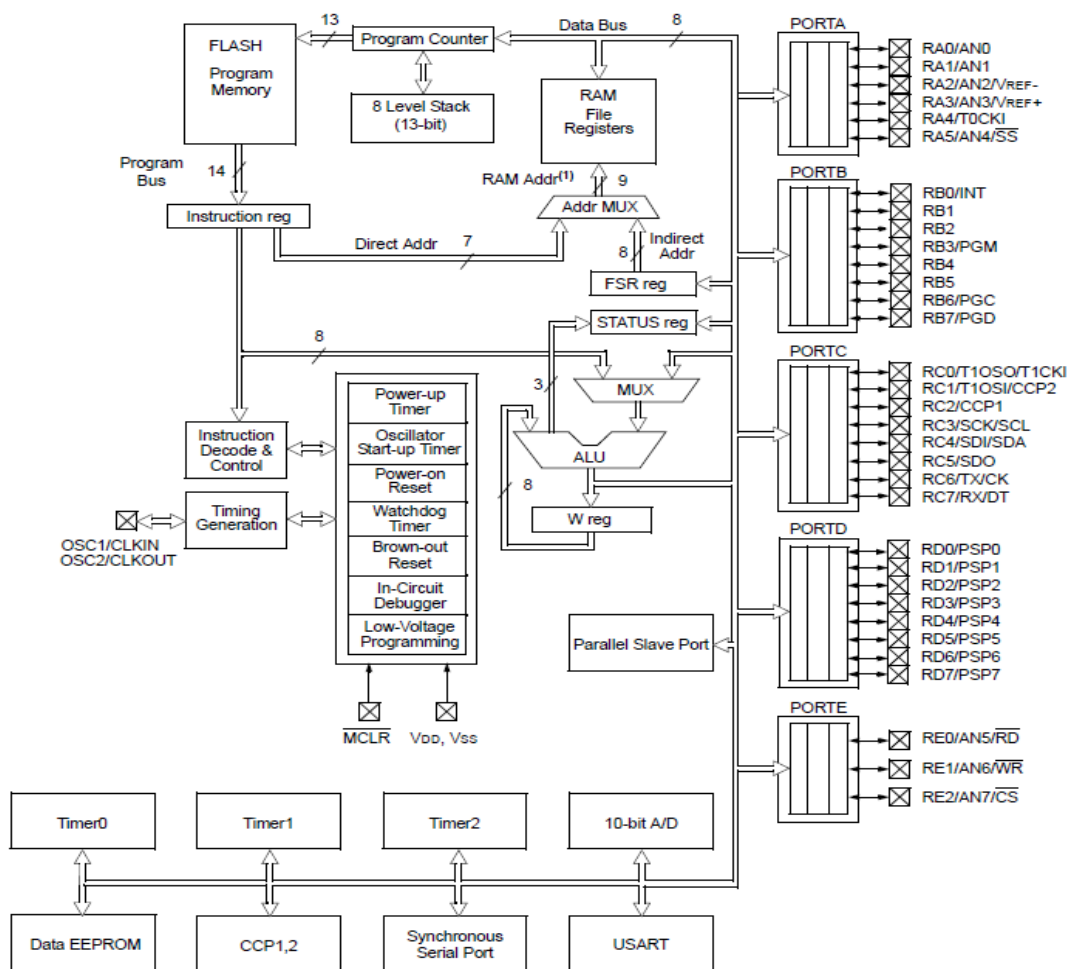 FLASH
Program
Memory
13
Program Counter
8 Level Stack
(13-bit)
Data Bus
8
RAM
File
Registers
Program
Bus
14
Instruction reg
RAM Addr(1)
9
Addr MUX
Direct Addr
7
8
Indirect
Addr
FSR reg
STATUS reg
8
3
MUX
ALU
8
W reg
Power-up
Timer
Oscillator
Start-up Timer
Power-on
Reset
Watchdog
Timer
Brown-out
Reset
In-Circuit
Debugger
Low-Voltage
Programming
Instruction
Decode &
Control
Timing
Generation
OSC1/CLKIN
OSC2/CLKOUT
MCLR
VDD, VSS
Parallel Slave Port
PORTA
RA0/AN0
RA1/AN1
RA2/AN2/VREF-
RA3/AN3/VREF+
RA4/T0CKI
RA5/AN4/SS
PORTB
RB0/INT
RB1
RB2
RB3/PGM
RB4
RB5
RB6/PGC
RB7/PGD
PORTC
RC0/T1OSO/T1CKI
RC1/T1OSI/CCP2
RC2/CCP1
RC3/SCK/SCL
RC4/SDI/SDA
RC5/SDO
RC6/TX/CK
RC7/RX/DT
PORTD
RD0/PSP0
RD1/PSP1
RD2/PSP2
RD3/PSP3
RD4/PSP4
RD5/PSP5
RD6/PSP6
RD7/PSP7
PORTE
RE0/AN5/RD
RE1/AN6/WR
RE2/AN7/CS
Timer0
Timer1
Timer2
10-bit A/D
Data EEPROM
CCP1,2
Synchronous
Serial Port
USART